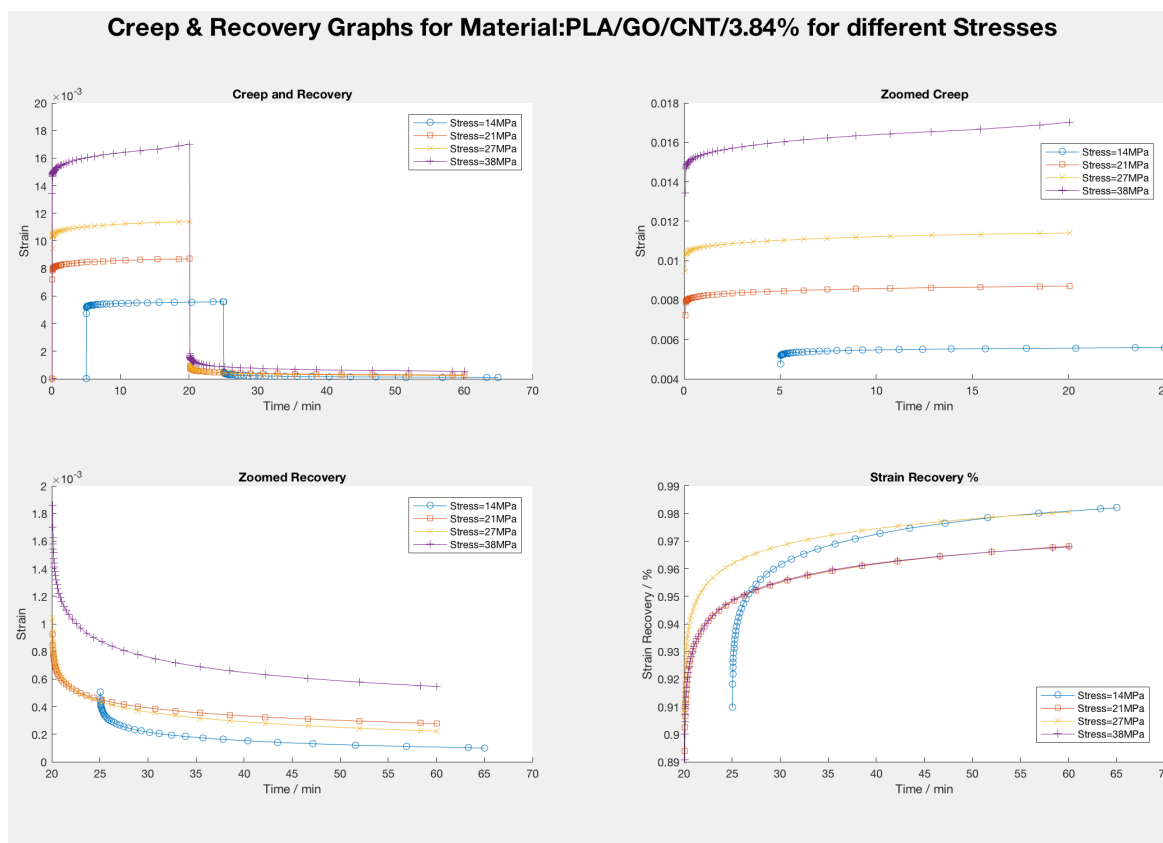 Creep & Recovery Graphs for Material:PLA/GO/CNT/3.84% for different Stresses
Creep and Recovery
×10⁻³
20
18
16
14
12
10
8
6
4
2
0
Strain
0 10 20 30 40 50 60 70
Time / min
Stress=14MPa
Stress=21MPa
Stress=27MPa
Stress=38MPa
Zoomed Creep
0.018
0.016
0.014
0.012
0.01
0.008
0.006
0.004
Strain
0 5 10 15 20
Time / min
Stress=14MPa
Stress=21MPa
Stress=27MPa
Stress=38MPa
Zoomed Recovery
×10⁻³
2
1.8
1.6
1.4
1.2
1
0.8
0.6
0.4
0.2
0
Strain
20 25 30 35 40 45 50 55 60 65 70
Time / min
Stress=14MPa
Stress=21MPa
Stress=27MPa
Stress=38MPa
Strain Recovery %
0.99
0.98
0.97
0.96
0.95
0.94
0.93
0.92
0.91
0.9
0.89
Strain Recovery / %
20 25 30 35 40 45 50 55 60 65
Time / min
Stress=14MPa
Stress=21MPa
Stress=27MPa
Stress=38MPa